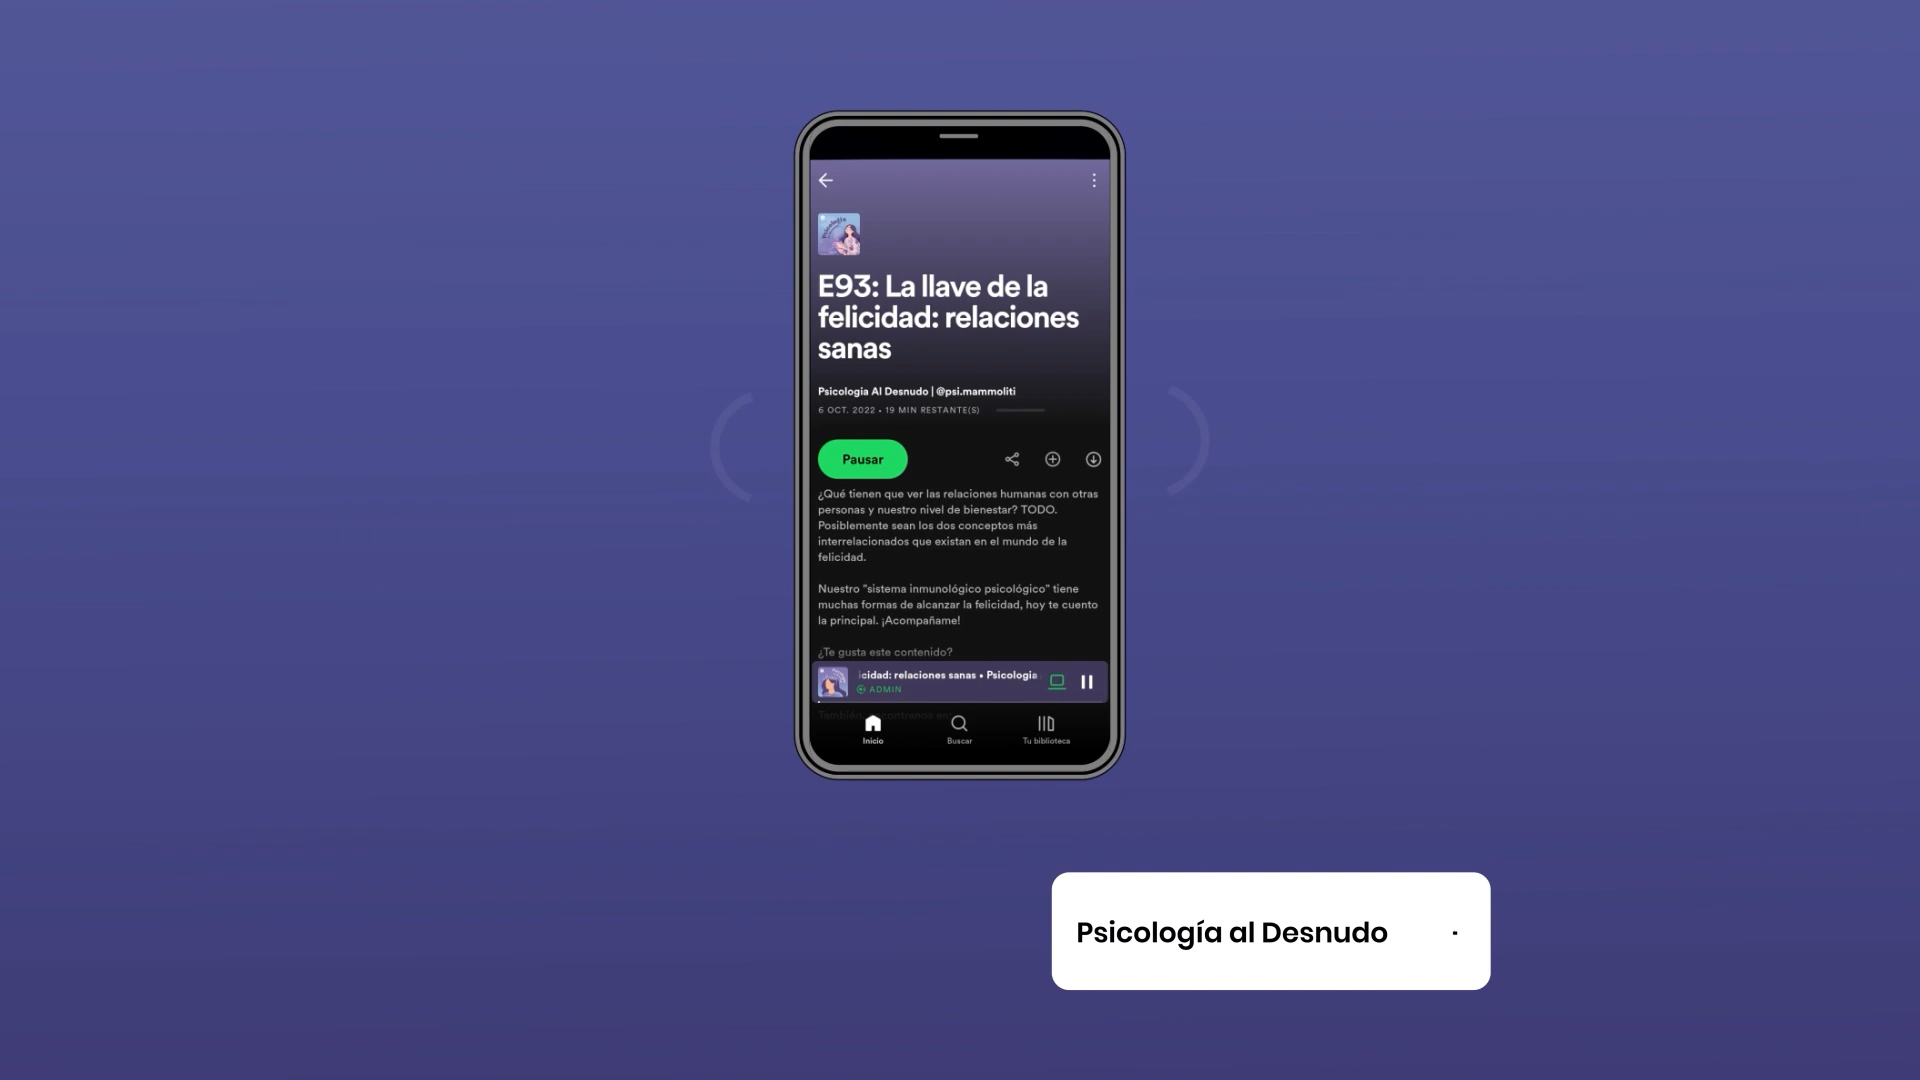 Psicología
E93: La llave de la
felicidad: relaciones
sanas
Psicologia Al Desnudo | @psi.mammoliti
6 OCT. 2022 • 19 MIN RESTANTE(S)
Pausar
¿Qué tienen que ver las relaciones humanas con otras
personas y nuestro nivel de bienestar? TODO.
Posiblemente sean los dos conceptos más
interrelacionados que existan en el mundo de la
felicidad.
Nuestro "sistema inmunológico psicológico" tiene
muchas formas de alcanzar la felicidad, hoy te cuento
la principal. ¡Acompañame!
¿Te gusta este contenido?
icidad: relaciones sanas • Psicologia
ADMIN
También
Inicio
Buscar
Tu biblioteca
Psicología al Desnudo